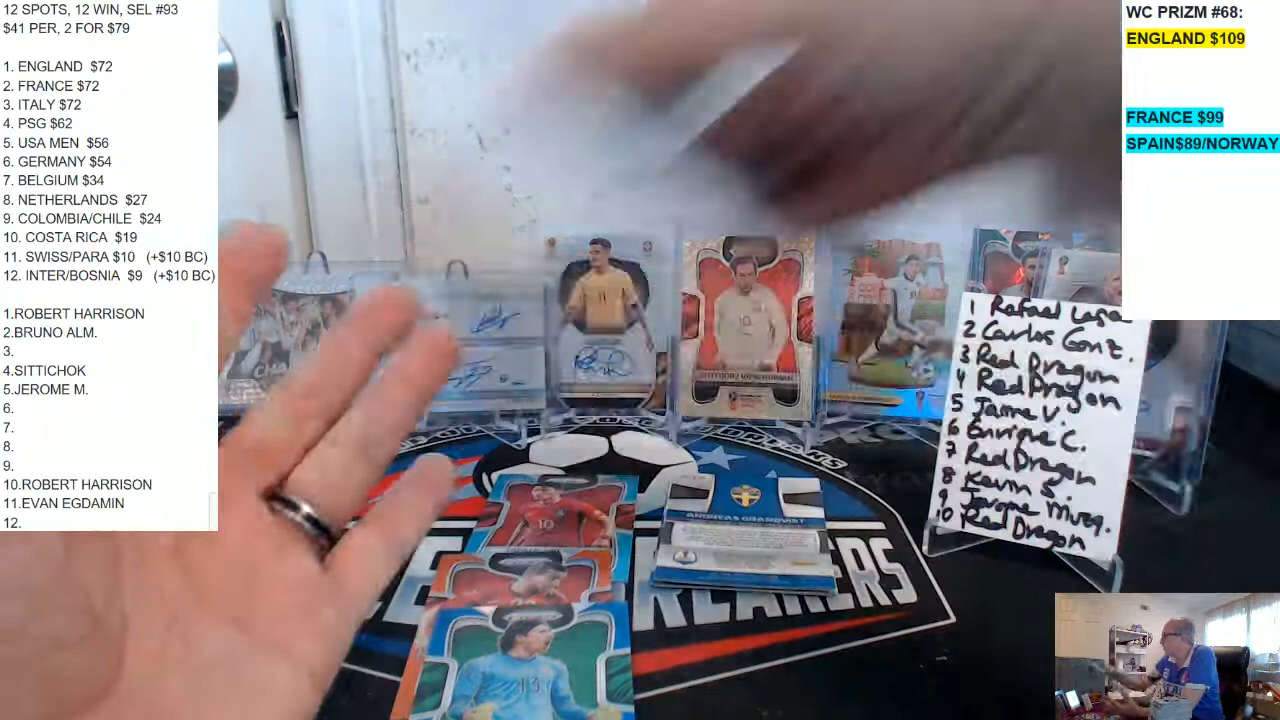 12 SPOTS, 12 WIN, SEL #93
$41 PER, 2 FOR $79
1. ENGLAND $72
2. FRANCE $72
3. ITALY $72
4. PSG $62
5. USA MEN $56
6. GERMANY $54
7. BELGIUM $34
8. NETHERLANDS $27
9. COLOMBIA/CHILE $24
10. COSTA RICA $19
11. SWISS/PARA $10 (+$10 BC)
12. INTER/BOSNIA $9 (+$10 BC)
1.ROBERT HARRISON
2.BRUNO ALM.
3.
4.SITTICHOK
5.JEROME M.
6.
7.
8.
9.
10.ROBERT HARRISON
11.EVAN EGDAMIN
12.
WC PRIZM #68:
ENGLAND $109
FRANCE $99
SPAIN$89/NORWAY
1 Rafael
2 Carlos Gonz.
3 Red Dragon
4 Red Dragon
5 Jaime V.
6 Enrique C.
7 Red Dragon
8 Kevin S.
9 Jerome
10 Red Dragon
ANDREAS GRANQVIST